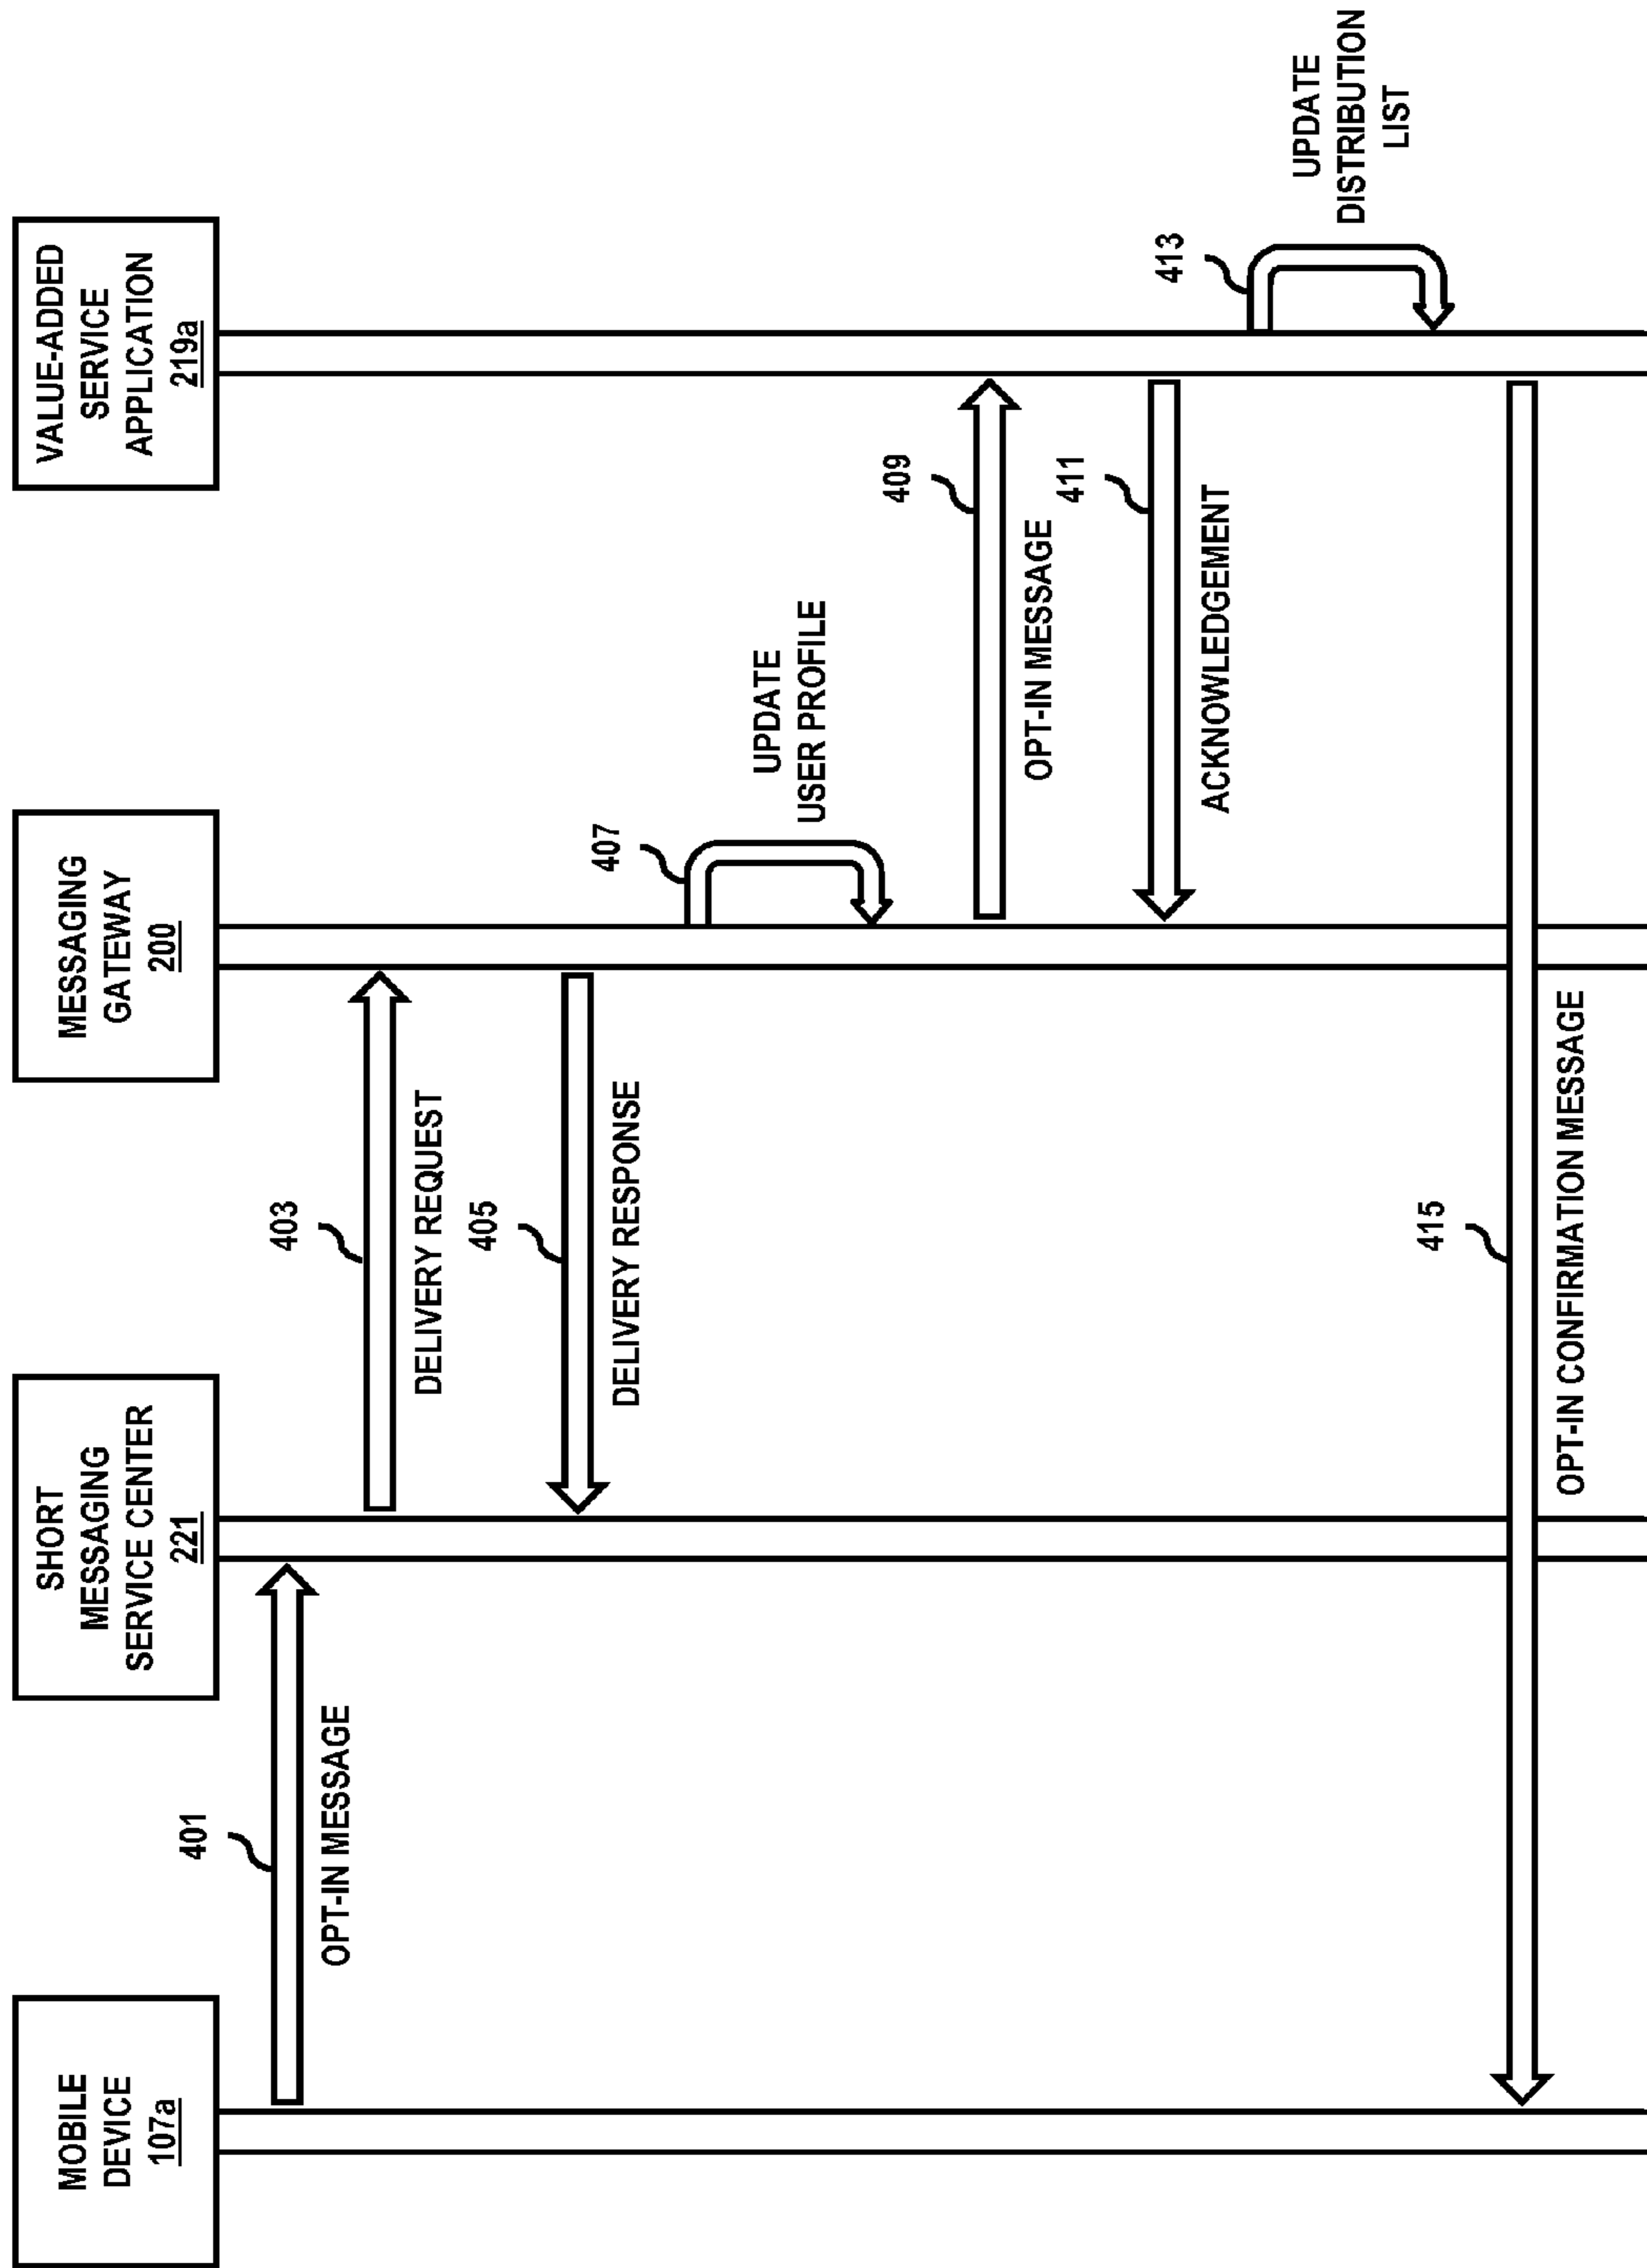 MOBILE
DEVICE
107a
SHORT
MESSAGING
SERVICE CENTER
221
MESSAGING
GATEWAY
200
VALUE-ADDED
SERVICE
APPLICATION
219a
401
OPT-IN MESSAGE
403
DELIVERY REQUEST
405
DELIVERY RESPONSE
407
UPDATE
USER PROFILE
409
OPT-IN MESSAGE
411
ACKNOWLEDGEMENT
413
UPDATE
DISTRIBUTION
LIST
415
OPT-IN CONFIRMATION MESSAGE